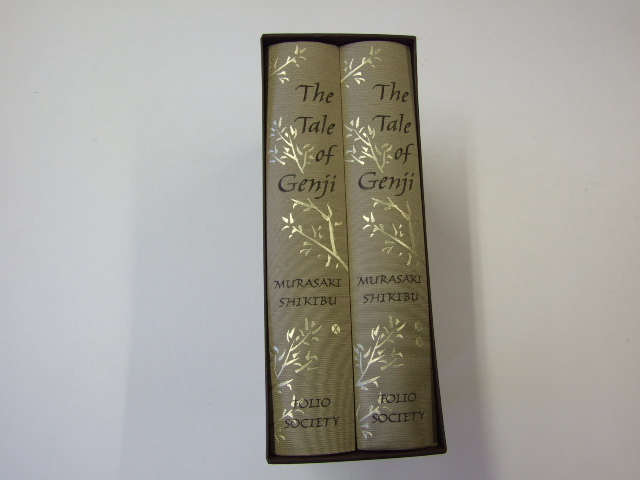 The
Tale
of
Genji
MURASAKI
SHIKIBU
FOLIO
SOCIETY
The
Tale
of
Genji
MURASAKI
SHIKIBU
FOLIO
SOCIETY